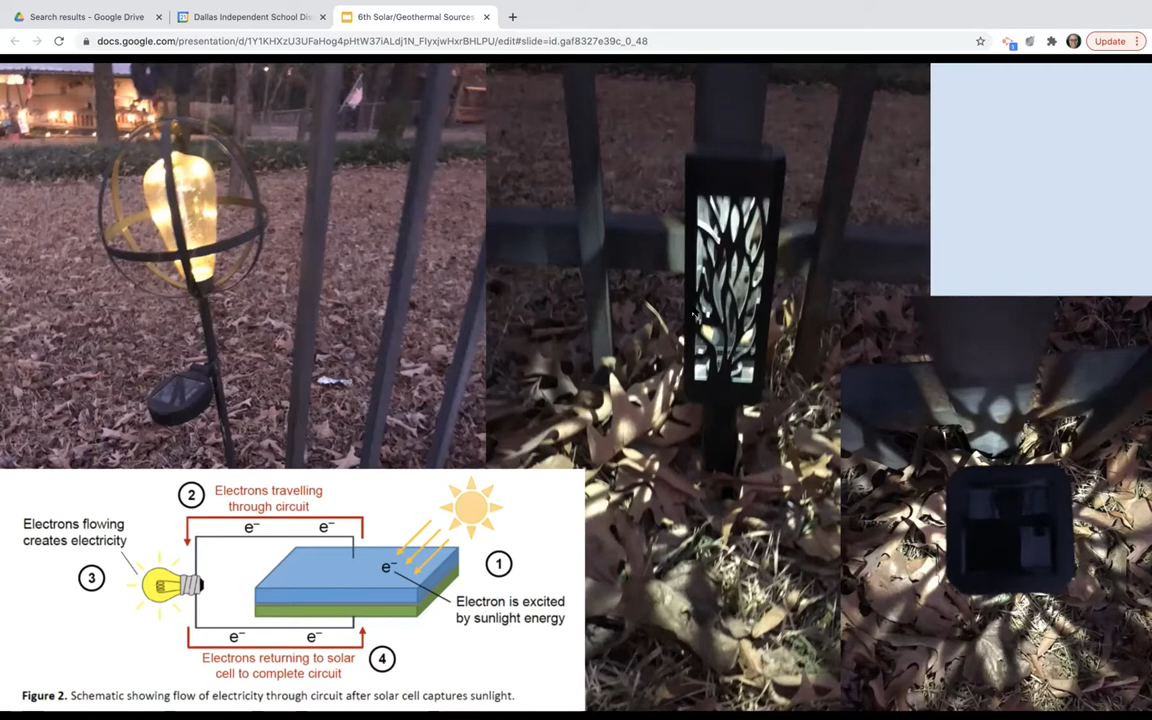 Search results - Google Drive
Dallas Independent School Di
6th Solar/Geothermal Sources
docs.google.com/presentation/d/1Y1KHXzU3UFaHog4pHtW37iALdj1N_FIyxjwHxrBHLPU/edit#slide=id.gaf8327e39c_0_48
1
Update
2
Electrons travelling
through circuit
e−
e−
Electrons flowing
creates electricity
3
e−
1
Electron is excited
by sunlight energy
e−
e−
Electrons returning to solar
cell to complete circuit
4
Figure 2. Schematic showing flow of electricity through circuit after solar cell captures sunlight.